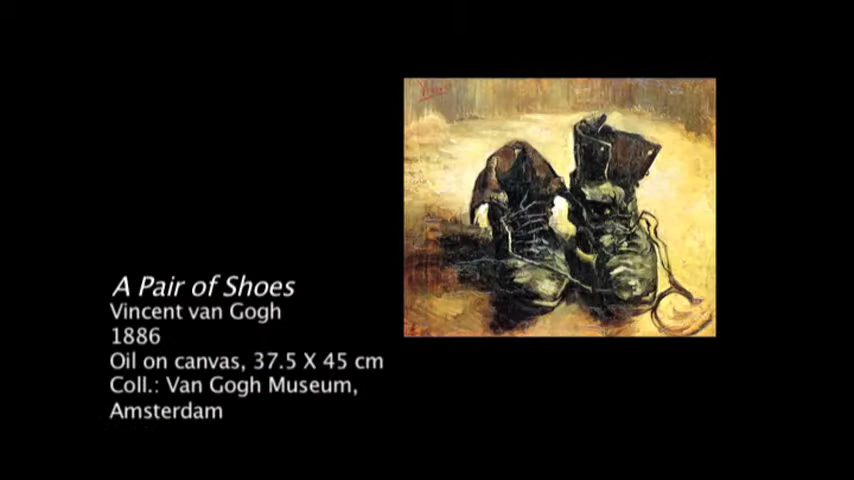 A Pair of Shoes
Vincent van Gogh
1886
Oil on canvas, 37.5 X 45 cm
Coll.: Van Gogh Museum,
Amsterdam